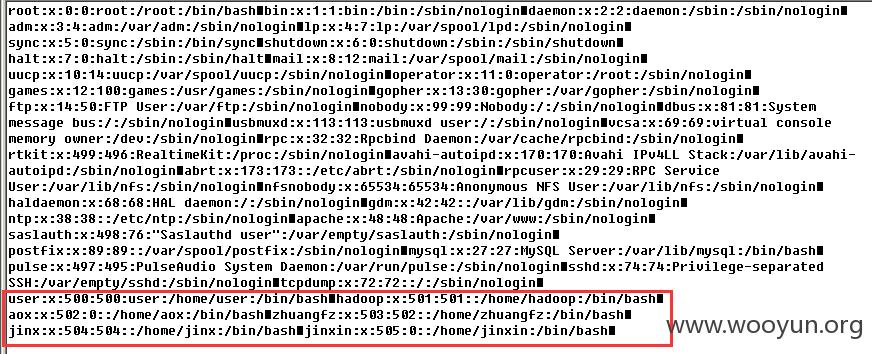 root:x:0:0:root:/root:/bin/bash■bin:x:1:1:bin:/bin:/sbin/nologin■daemon:x:2:2:daemon:/sbin:/sbin/nologin■
adm:x:3:4:adm:/var/adm:/sbin/nologin■lp:x:4:7:lp:/var/spool/lpd:/sbin/nologin■
sync:x:5:0:sync:/sbin:/bin/sync■shutdown:x:6:0:shutdown:/sbin:/sbin/shutdown■
halt:x:7:0:halt:/sbin:/sbin/halt■mail:x:8:12:mail:/var/spool/mail:/sbin/nologin■
uucp:x:10:14:uucp:/var/spool/uucp:/sbin/nologin■operator:x:11:0:operator:/root:/sbin/nologin■
games:x:12:100:games:/usr/games:/sbin/nologin■gopher:x:13:30:gopher:/var/gopher:/sbin/nologin■
ftp:x:14:50:FTP User:/var/ftp:/sbin/nologin■nobody:x:99:99:Nobody:/:/sbin/nologin■dbus:x:81:81:System
message bus:/:/sbin/nologin■usbmuxd:x:113:113:usbmuxd user:/:/sbin/nologin■vcsa:x:69:69:virtual console
memory owner:/dev:/sbin/nologin■rpc:x:32:32:Rpcbind Daemon:/var/cache/rpcbind:/sbin/nologin■
rtkit:x:499:496:RealtimeKit:/proc:/sbin/nologin■avahi-autoipd:x:170:170:Avahi IPv4LL Stack:/var/lib/avahi-
autoipd:/sbin/nologin■abrt:x:173:173::/etc/abrt:/sbin/nologin■rpcuser:x:29:29:RPC Service
User:/var/lib/nfs:/sbin/nologin■nfsnobody:x:65534:65534:Anonymous NFS User:/var/lib/nfs:/sbin/nologin■
haldaemon:x:68:68:HAL daemon:/:/sbin/nologin■gdm:x:42:42::/var/lib/gdm:/sbin/nologin■
ntp:x:38:38::/etc/ntp:/sbin/nologin■apache:x:48:48:Apache:/var/www:/sbin/nologin■
saslauth:x:498:76:"Saslauthd user":/var/empty/saslauth:/sbin/nologin■
postfix:x:89:89::/var/spool/postfix:/sbin/nologin■mysql:x:27:27:MySQL Server:/var/lib/mysql:/bin/bash■
pulse:x:497:495:PulseAudio System Daemon:/var/run/pulse:/sbin/nologin■sshd:x:74:74:Privilege-separated
SSH:/var/empty/sshd:/sbin/nologin■tcpdump:x:72:72::/:/sbin/nologin■
user:x:500:500:user:/home/user:/bin/bash■hadoop:x:501:501::/home/hadoop:/bin/bash■
aox:x:502:0::/home/aox:/bin/bash■zhuangfz:x:503:502::/home/zhuangfz:/bin/bash■
jinx:x:504:504::/home/jinx:/bin/bash■jinxin:x:505:0::/home/jinxin:/bin/bash■
www.wooyun.org